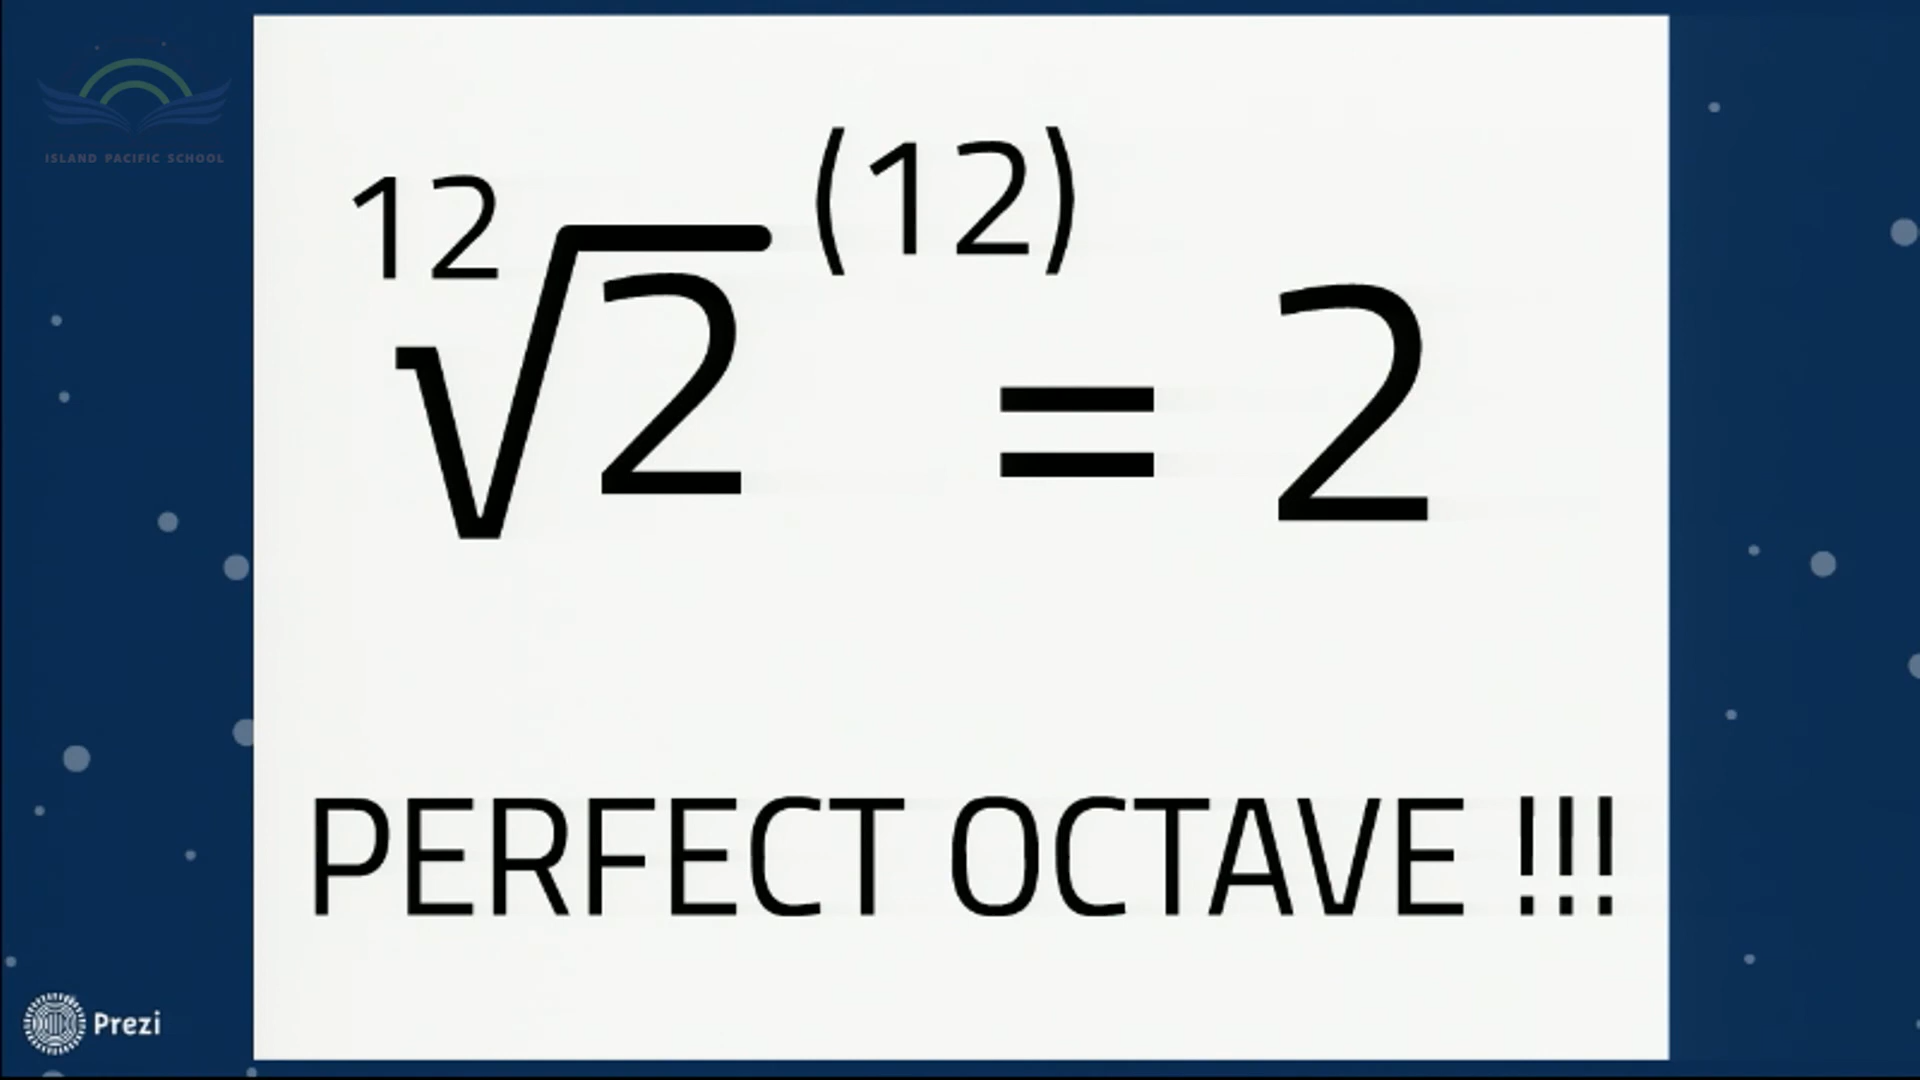 ISLAND PACIFIC SCHOOL
12√2 (12) = 2
PERFECT OCTAVE !!!
Prezi